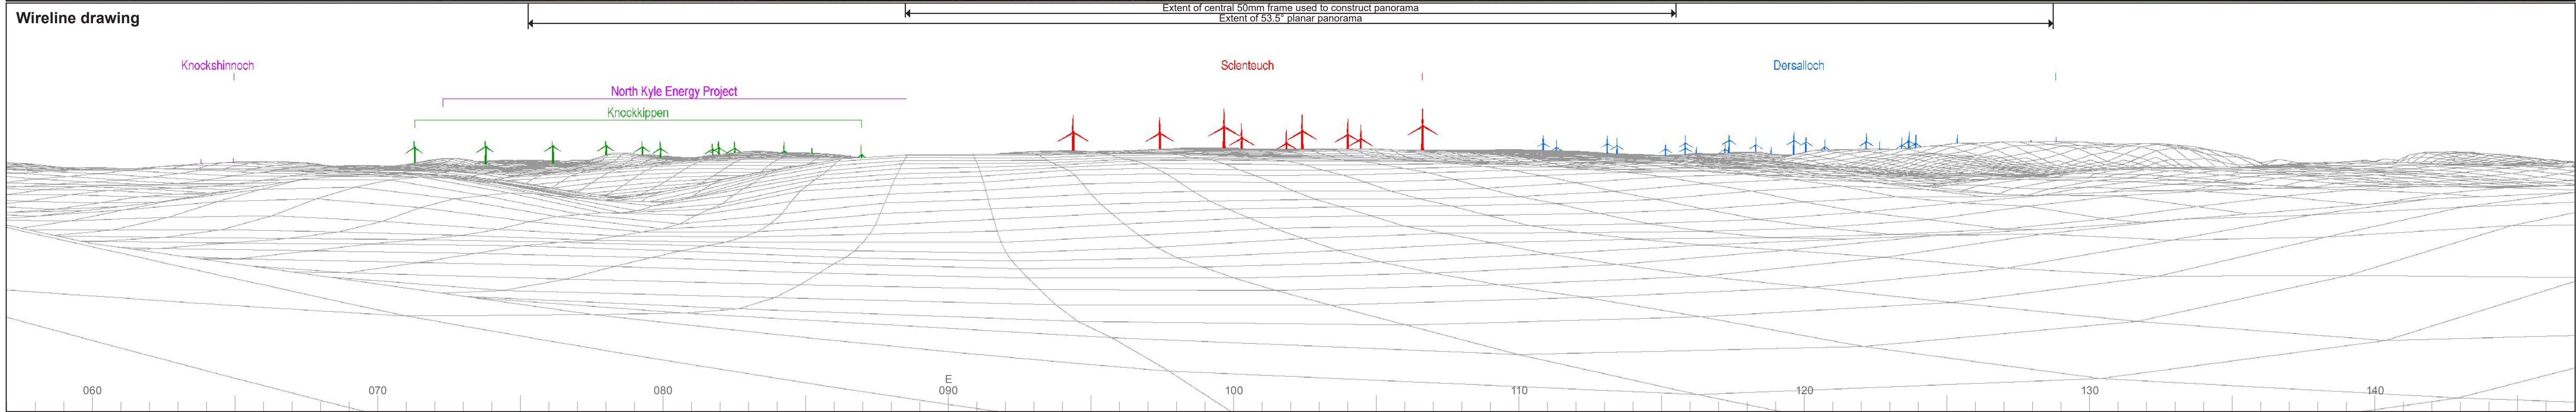 Wireline drawing
Extent of central 50mm frame used to construct panorama
Extent of 53.5° planar panorama
Knockshinnoch
Sclenteuch
Dersalloch
North Kyle Energy Project
Knockkippen
E
060 070 080 090 100 110 120 130 140